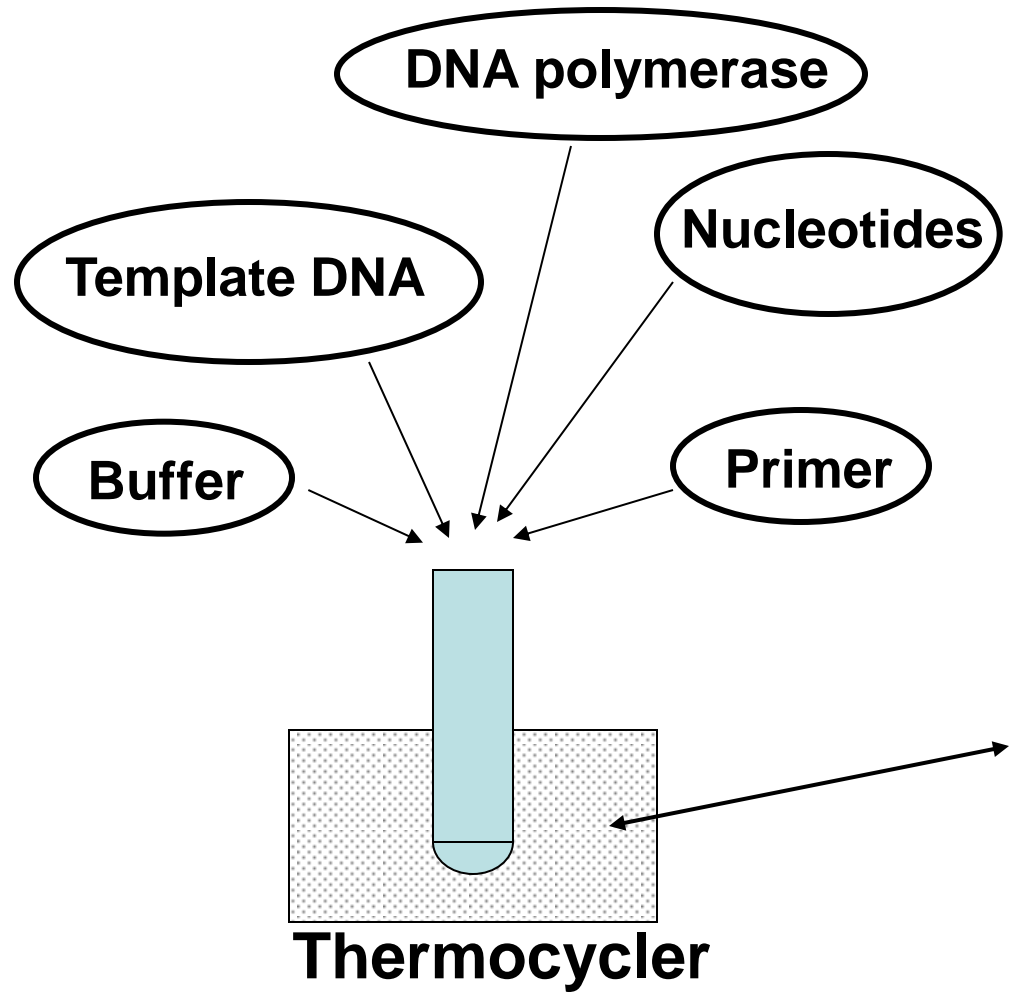 DNA polymerase
Nucleotides
Template DNA
Buffer
Primer
Thermocycler